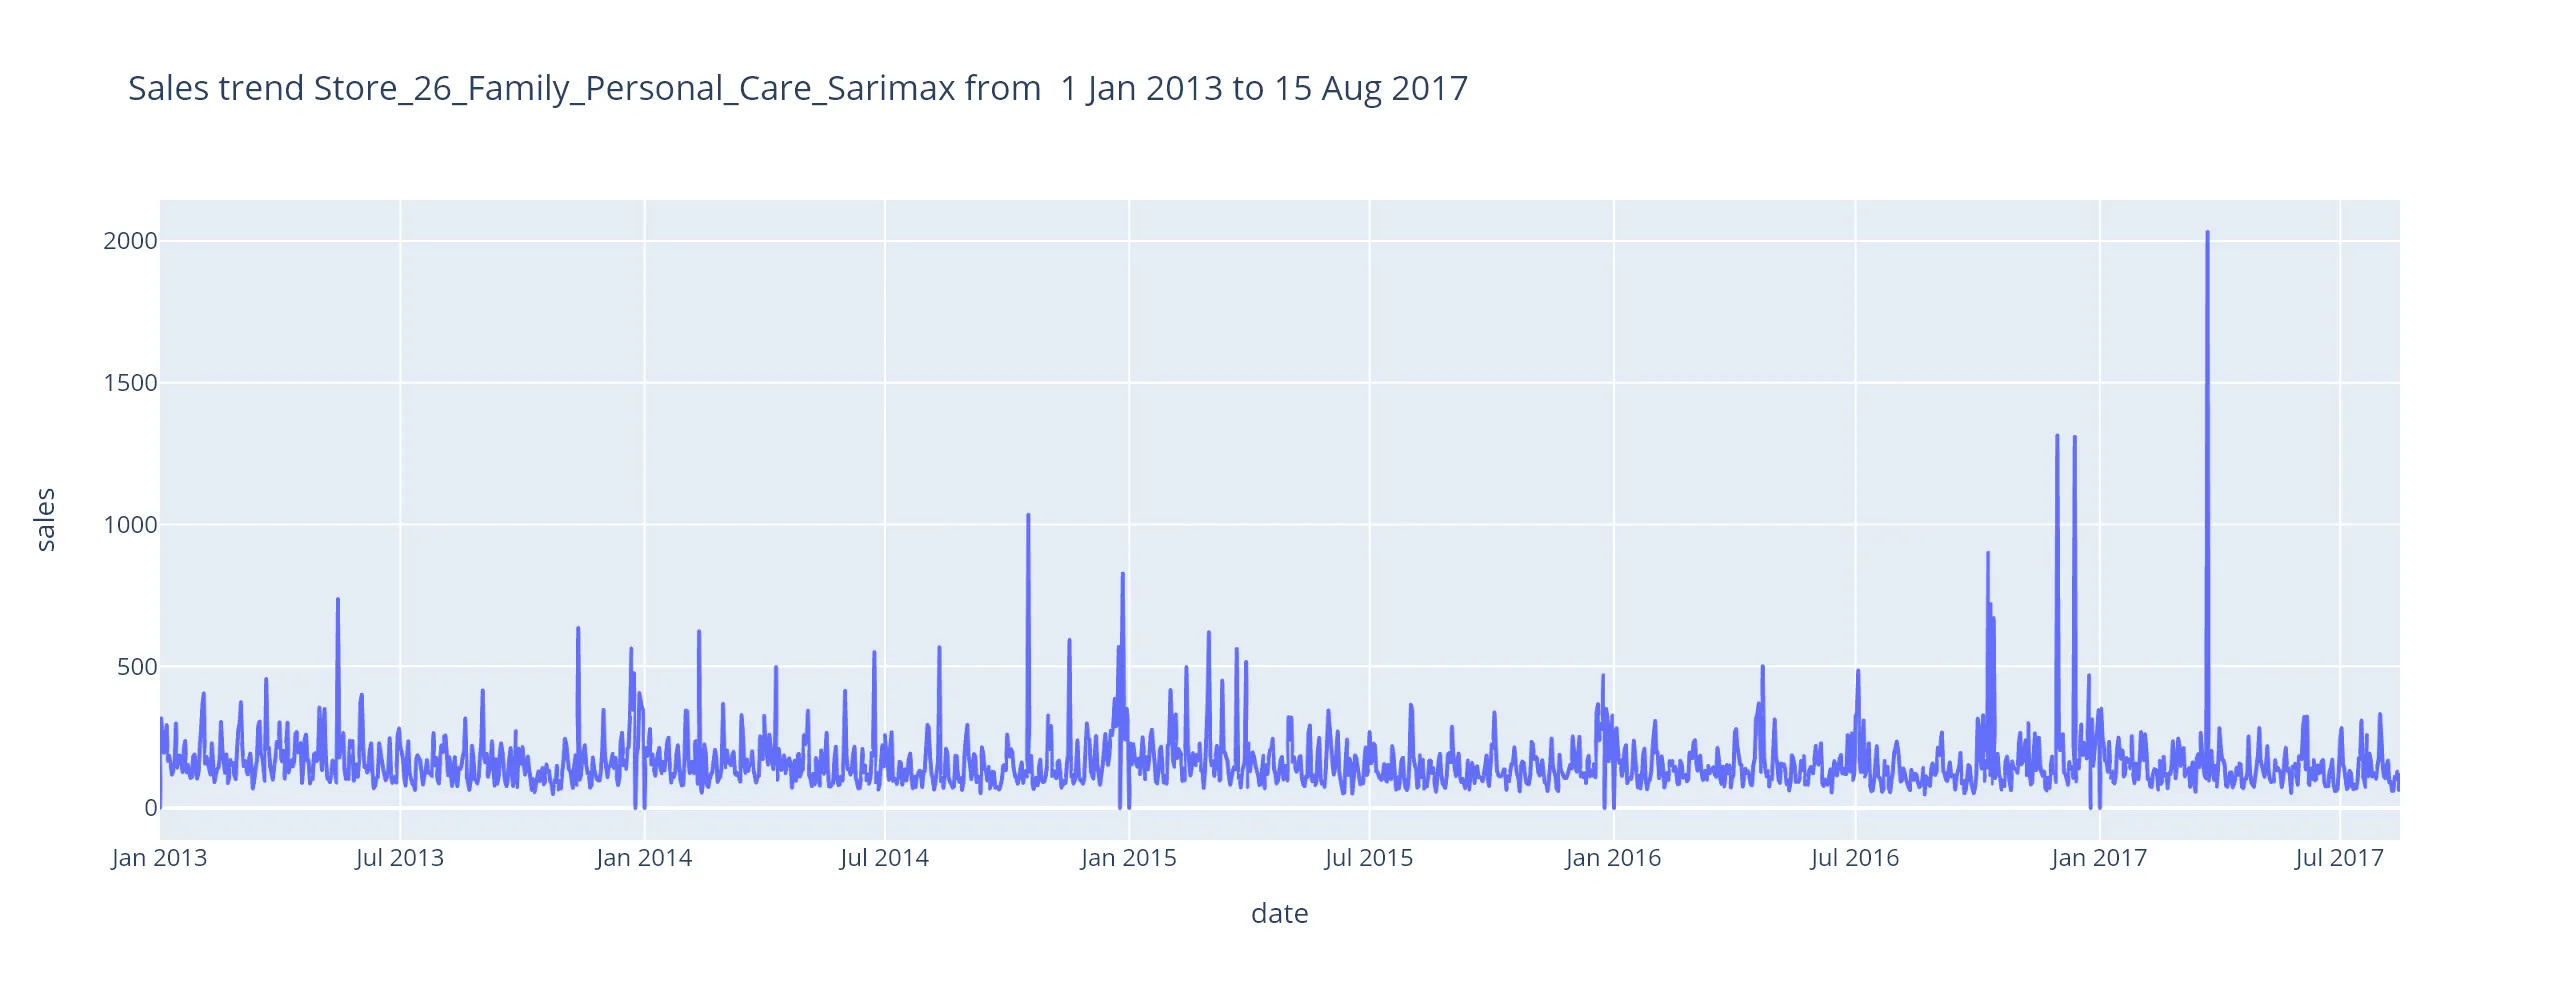 Sales trend Store_26_Family_Personal_Care_Sarimax from  1 Jan 2013 to 15 Aug 2017
sales
2000
1500
1000
500
0
Jan 2013 Jul 2013 Jan 2014 Jul 2014 Jan 2015 Jul 2015 Jan 2016 Jul 2016 Jan 2017 Jul 2017
date